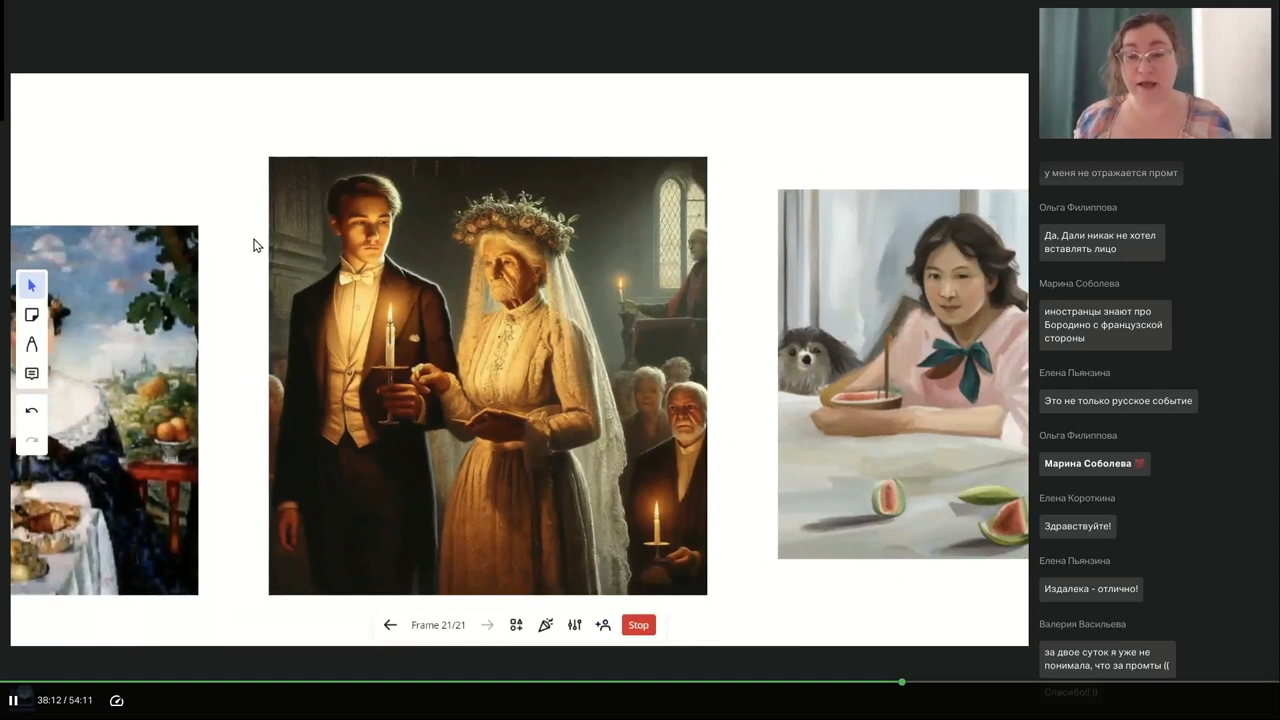 у меня не отражается промт
Ольга Филиппова
Да, Дали никак не хотел
вставлять лицо
Марина Соболева
иностранцы знают про
Бородино с французской
стороны
Елена Пьянзина
Это не только русское событие
Ольга Филиппова
Марина Соболева 💯
Елена Короткина
Здравствуйте!
Елена Пьянзина
Издалека - отлично!
Валерия Васильева
за двое суток я уже не
понимала, что за промты ((
Спасибо!! ))
Frame 21/21
Stop
38:12 / 54:11